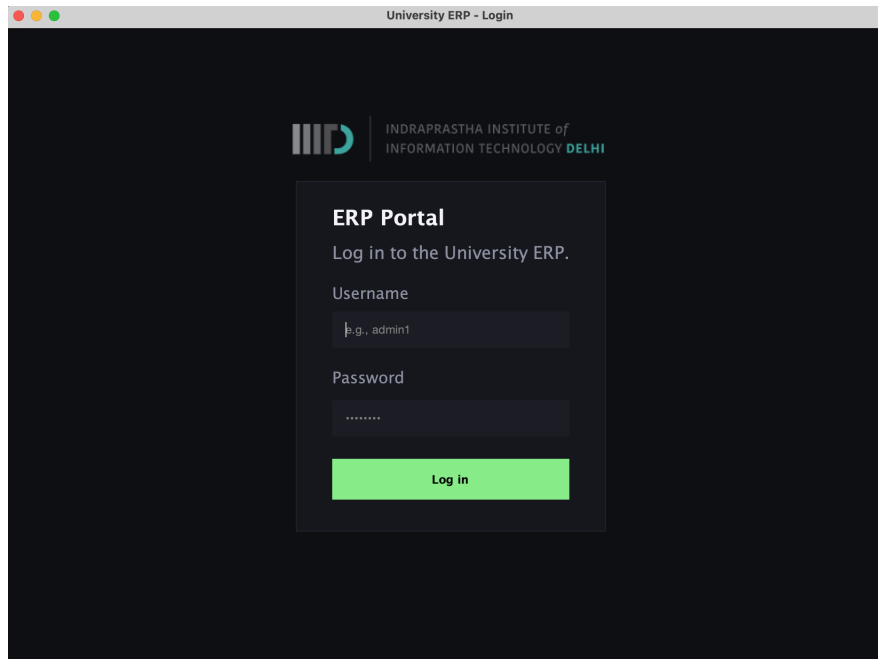 University ERP - Login
INDRAPRASTHA INSTITUTE of
INFORMATION TECHNOLOGY DELHI
ERP Portal
Log in to the University ERP.
Username
e.g., admin1
Password
••••••••
Log in